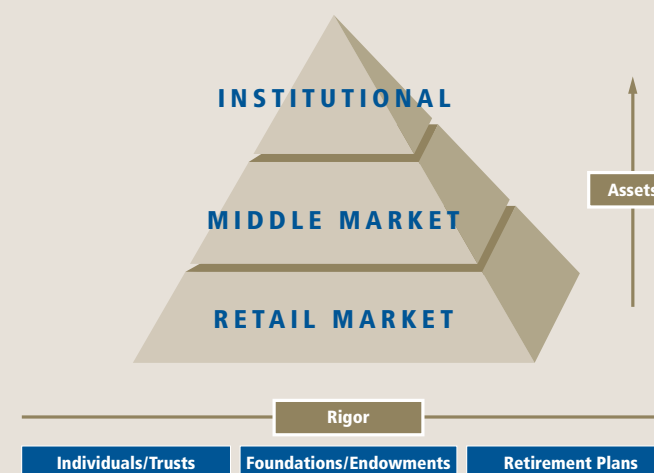 INSTITUTIONAL
MIDDLE MARKET
Assets
RETAIL MARKET
Rigor
Individuals/Trusts
Foundations/Endowments
Retirement Plans